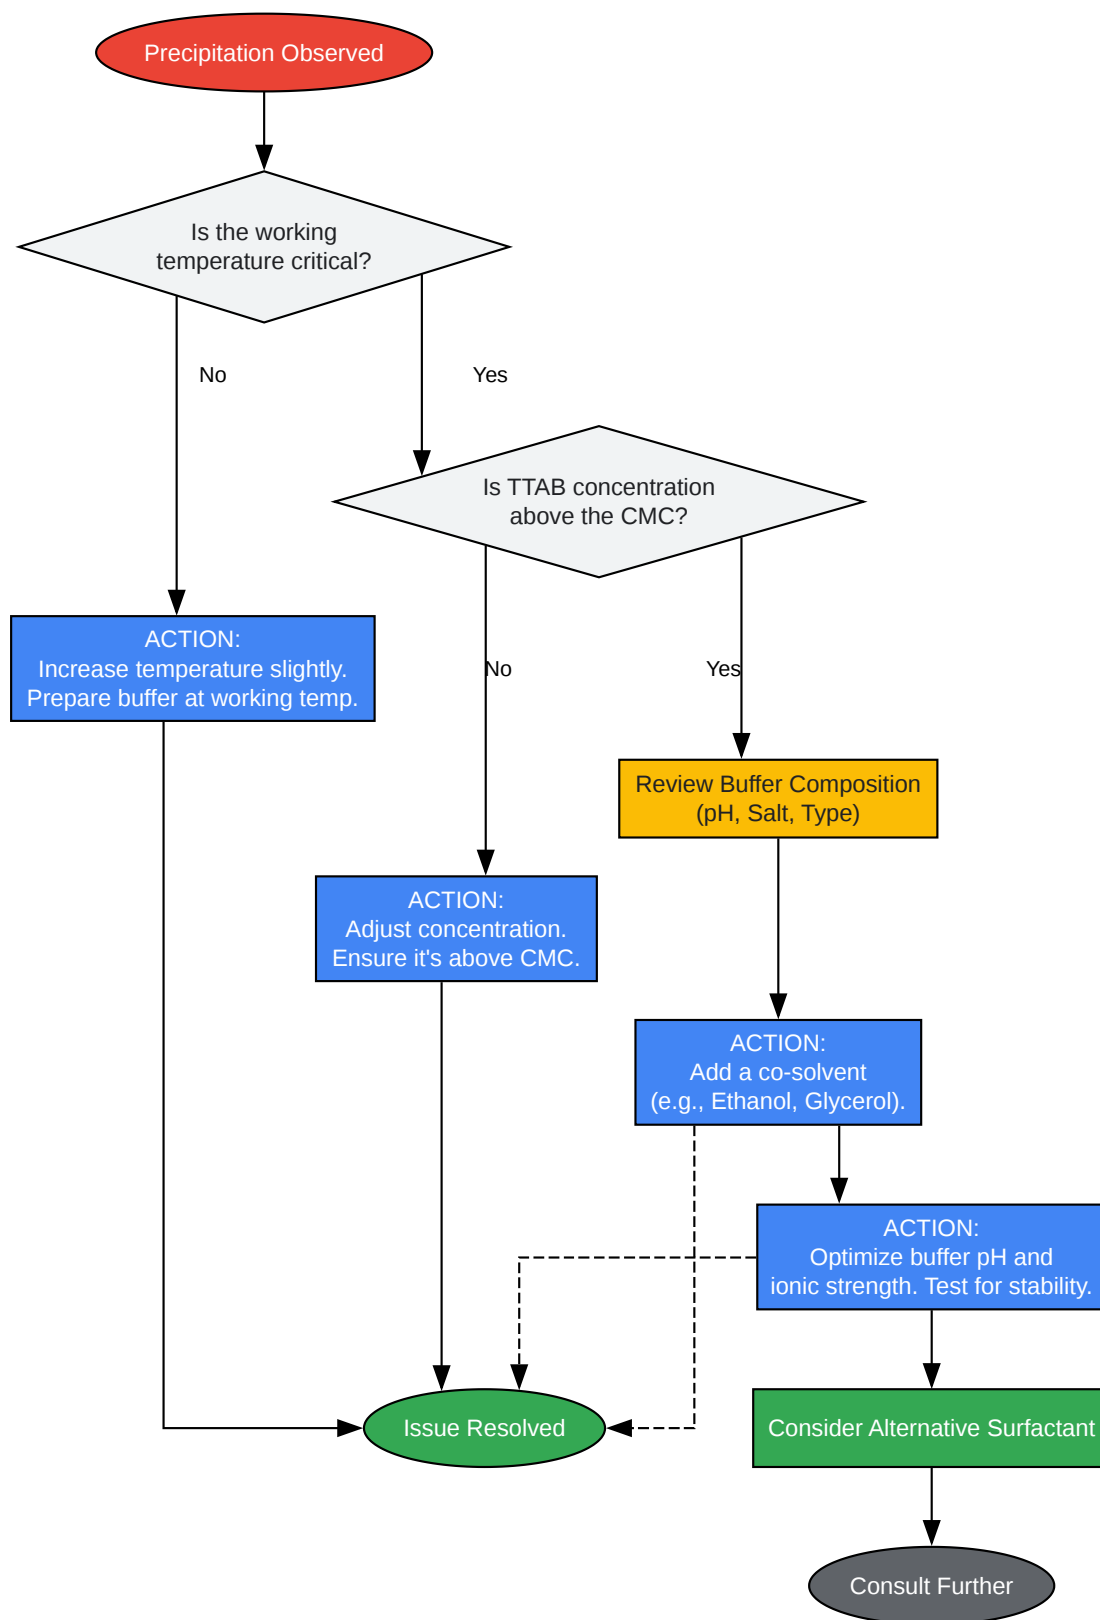 Precipitation Observed
Is the working
temperature critical?
No
Yes
Is TTAB concentration
above the CMC?
ACTION:
Increase temperature slightly.
Prepare buffer at working temp.
No
Yes
Review Buffer Composition
(pH, Salt, Type)
ACTION:
Adjust concentration.
Ensure it's above CMC.
ACTION:
Add a co-solvent
(e.g., Ethanol, Glycerol).
ACTION:
Optimize buffer pH and
ionic strength. Test for stability.
Issue Resolved
Consider Alternative Surfactant
Consult Further